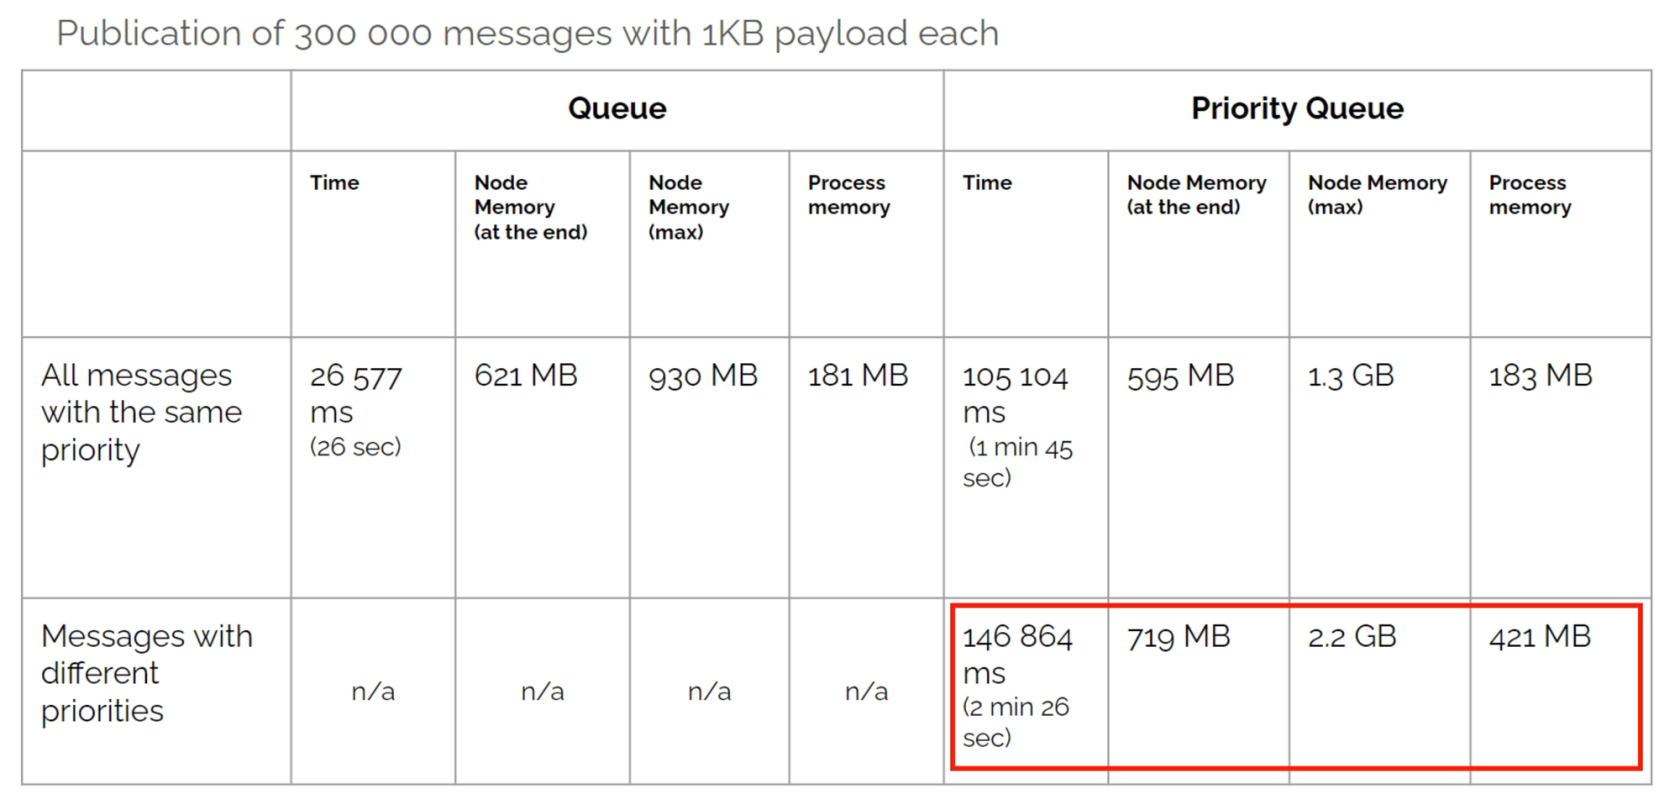 Publication of 300 000 messages with 1KB payload each
Queue
Priority Queue
Time
Node
Memory
(at the end)
Node
Memory
(max)
Process
memory
Time
Node Memory
(at the end)
Node Memory
(max)
Process
memory
All messages
with the same
priority
26 577
ms
(26 sec)
621 MB
930 MB
181 MB
105 104
ms
(1 min 45
sec)
595 MB
1.3 GB
183 MB
Messages with
different
priorities
n/a
n/a
n/a
n/a
146 864
ms
(2 min 26
sec)
719 MB
2.2 GB
421 MB